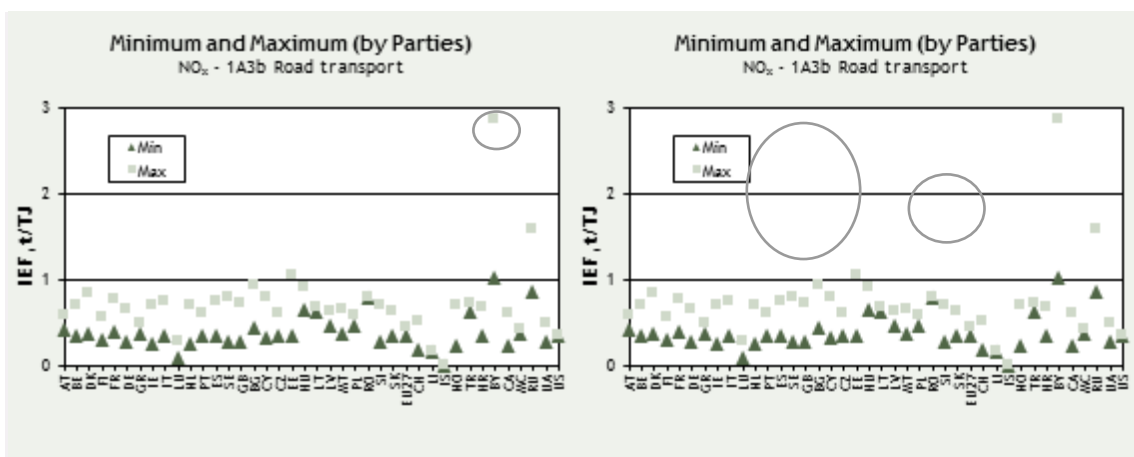 Minimum and Maximum (by Parties)
NOx - 1A3b Road transport
3
2
1
0
IEF, t/TJ
Min
Max
AT BE DK FI FR DE GR IE IT LU NL PT ES SE GB BG CY CZ EE HU LT LV MT PL RO SI SK EU27 CH LI IS NO TR HR BY CA MC RU UA US
Minimum and Maximum (by Parties)
NOx - 1A3b Road transport
3
2
1
0
IEF, t/TJ
Min
Max
AT BE DK FI FR DE GR IE IT LU NL PT ES SE GB BG CY CZ EE HU LT LV MT PL RO SI SK EU27 CH LI IS NO TR HR BY CA MC RU UA US